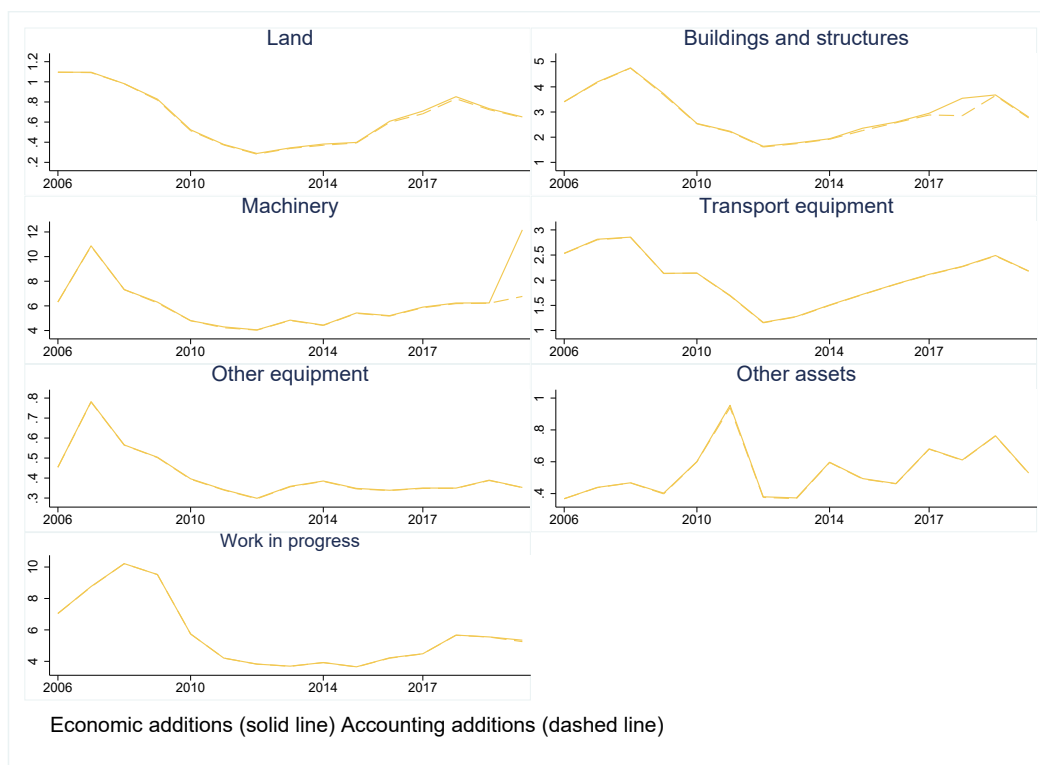 Land
1.2
1
.8
.6
.4
.2
2006 2010 2014 2017
Buildings and structures
5
4
3
2
1
2006 2010 2014 2017
Machinery
12
10
8
6
4
2006 2010 2014 2017
Transport equipment
3
2.5
2
1.5
1
2006 2010 2014 2017
Other equipment
.8
.7
.6
.5
.4
.3
2006 2010 2014 2017
Other assets
1
.8
.6
.4
2006 2010 2014 2017
Work in progress
10
8
6
4
2006 2010 2014 2017
Economic additions (solid line) Accounting additions (dashed line)